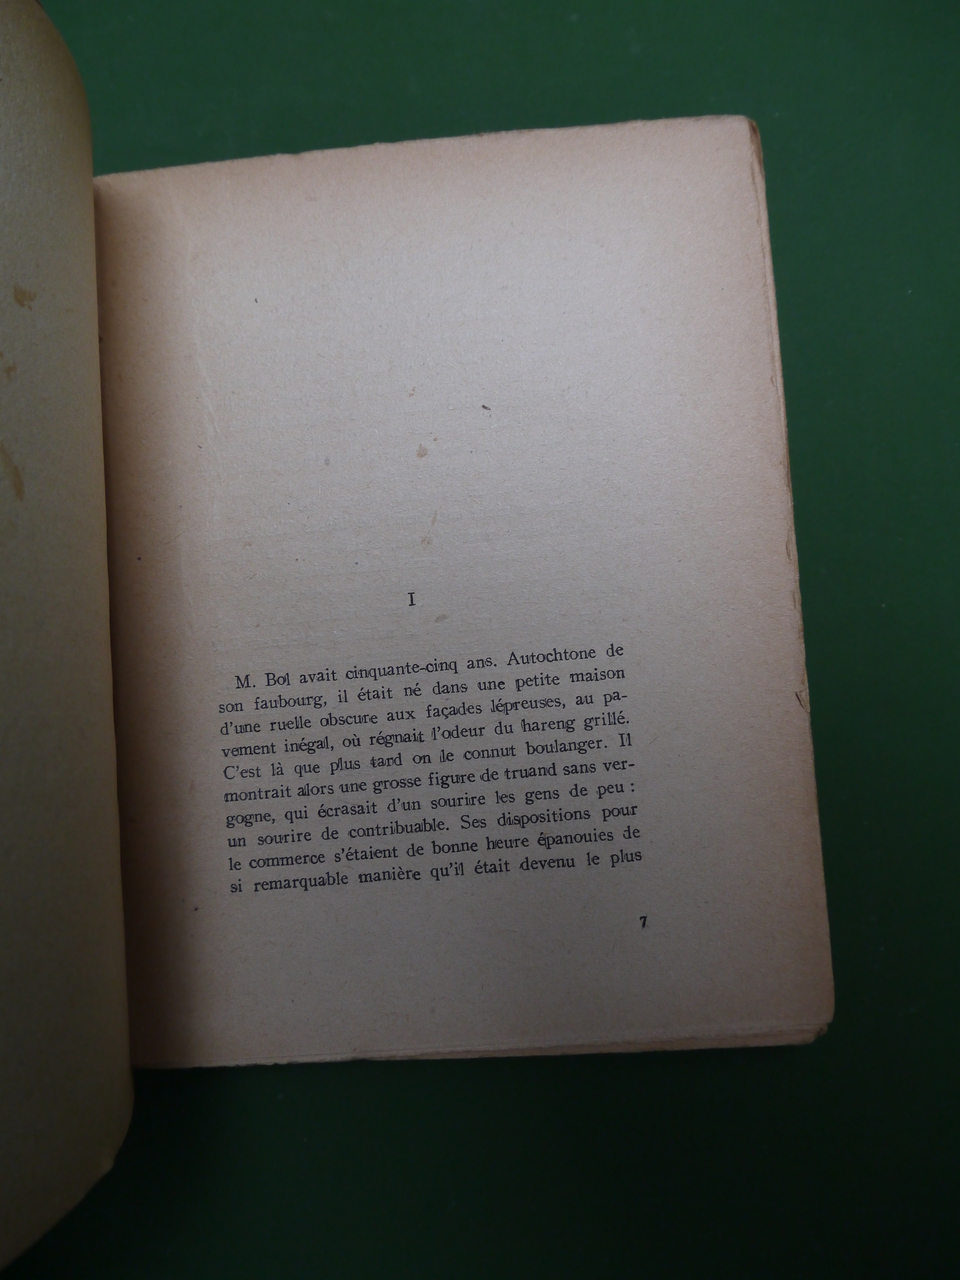 I
M. Bol avait cinquante-cinq ans. Autochtone de
son faubourg, il était né dans une petite maison
d'une ruelle obscure aux façades lépreuses, au pa-
vement inégal, où régnait l'odeur du hareng grillé.
C'est là que plus tard on le connut boulanger. Il
montrait alors une grosse figure de truand sans ver-
gogne, qui écrasait d'un sourire les gens de peu :
un sourire de contribuable. Ses dispositions pour
le commerce s'étaient de bonne heure épanouies de
si remarquable manière qu'il était devenu le plus
7